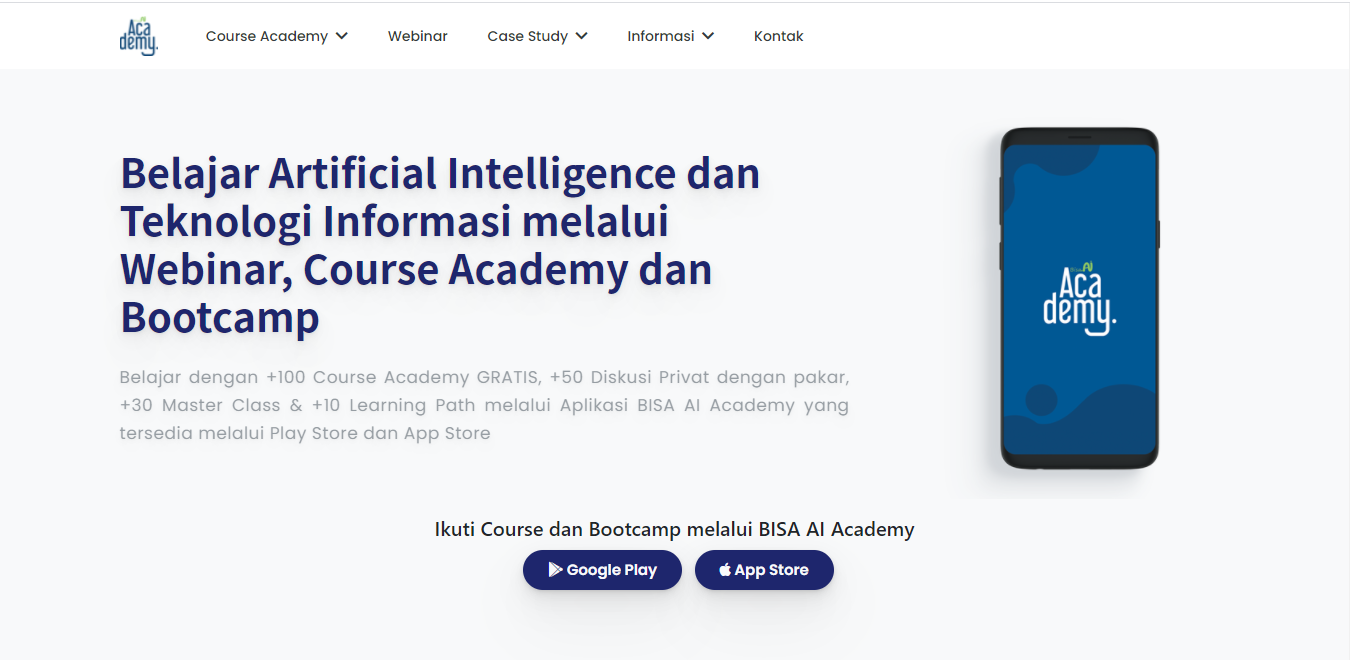 AI
Aca
demy.
Course Academy
Webinar
Case Study
Informasi
Kontak
Belajar Artificial Intelligence dan
Teknologi Informasi melalui
Webinar, Course Academy dan
Bootcamp
Belajar dengan +100 Course Academy GRATIS, +50 Diskusi Privat dengan pakar,
+30 Master Class & +10 Learning Path melalui Aplikasi BISA AI Academy yang
tersedia melalui Play Store dan App Store
AI
Aca
demy.
Ikuti Course dan Bootcamp melalui BISA AI Academy
Google Play
App Store